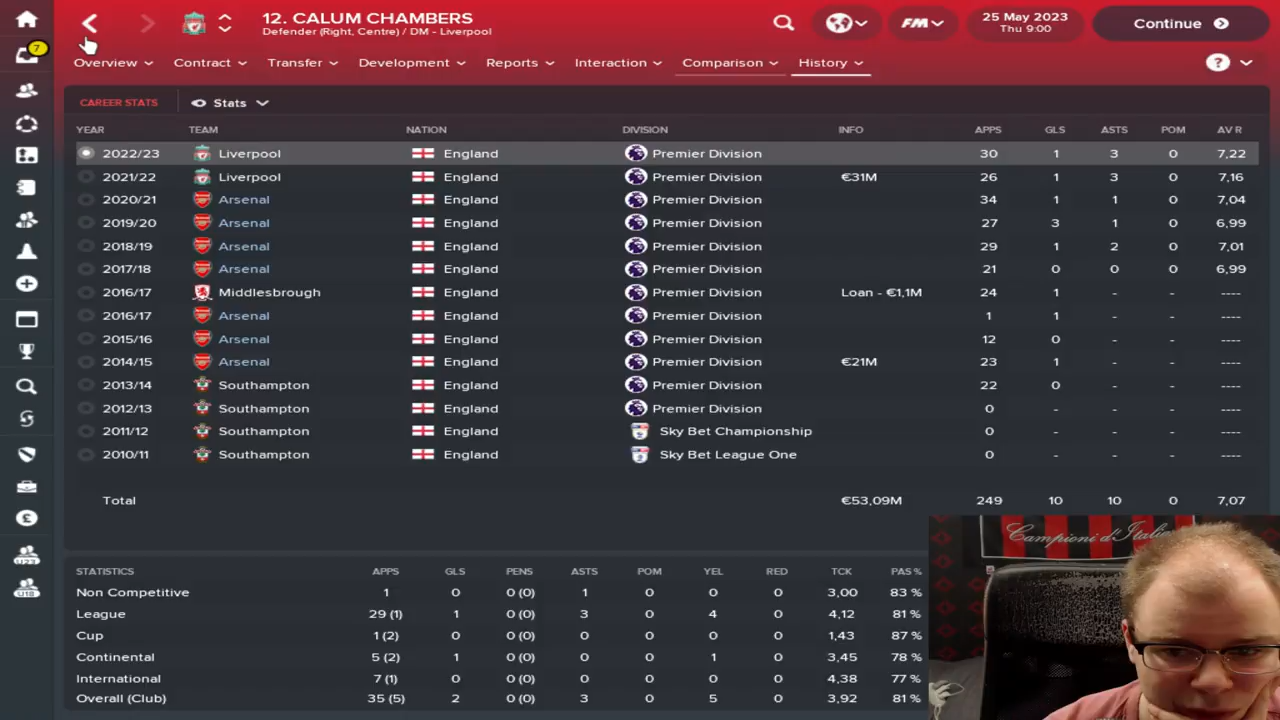 12. CALUM CHAMBERS
Defender (Right, Centre) / DM - Liverpool
7
FM
25 May 2023
Thu 9:00
Continue
Overview Contract Transfer Development Reports Interaction Comparison History ?
CAREER STATS Stats
YEAR TEAM NATION DIVISION INFO APPS GLS ASTS POM AV R
2022/23 Liverpool England Premier Division 30 1 3 0 7,22
2021/22 Liverpool England Premier Division €31M 26 1 3 0 7,16
2020/21 Arsenal England Premier Division 34 1 1 0 7,04
2019/20 Arsenal England Premier Division 27 3 1 0 6,99
2018/19 Arsenal England Premier Division 29 1 2 0 7,01
2017/18 Arsenal England Premier Division 21 0 0 0 6,99
2016/17 Middlesbrough England Premier Division Loan - €1,1M 24 1 - - ----
2016/17 Arsenal England Premier Division 1 1 - - ----
2015/16 Arsenal England Premier Division 12 0 - - ----
2014/15 Arsenal England Premier Division €21M 23 1 - - ----
2013/14 Southampton England Premier Division 22 0 - - ----
2012/13 Southampton England Premier Division 0 - - - ----
2011/12 Southampton England Sky Bet Championship 0 - - - ----
2010/11 Southampton England Sky Bet League One 0 - - - ----
Total €53,09M 249 10 10 0 7,07
STATISTICS APPS GLS PENS ASTS POM YEL RED TCK PAS %
Non Competitive 1 0 0 (0) 1 0 0 0 3,00 83 %
League 29 (1) 1 0 (0) 3 0 4 0 4,12 81 %
Cup 1 (2) 0 0 (0) 0 0 0 0 1,43 87 %
Continental 5 (2) 1 0 (0) 0 0 1 0 3,45 78 %
International 7 (1) 0 0 (0) 0 0 0 0 4,38 77 %
Overall (Club) 35 (5) 2 0 (0) 3 0 5 0 3,92 81 %
U23
U18
Campioni d'Italia